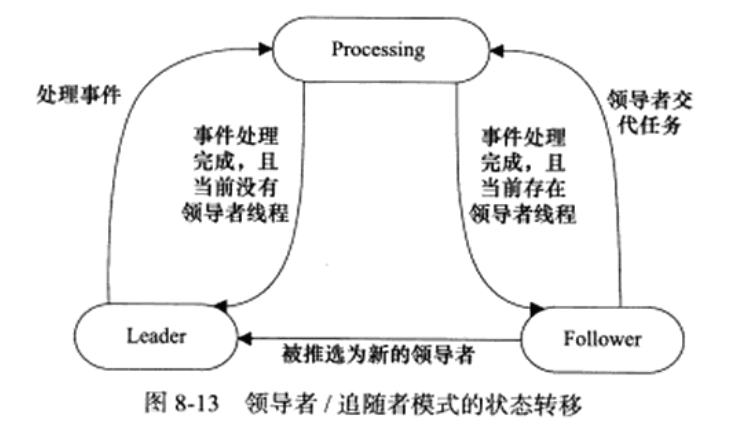 Processing
处理事件
领导者交
代任务
事件处理
完成，且
当前没有
领导者线程
事件处理
完成，且
当前存在
领导者线程
Leader
Follower
被推选为新的领导者
图 8-13 领导者 / 追随者模式的状态转移